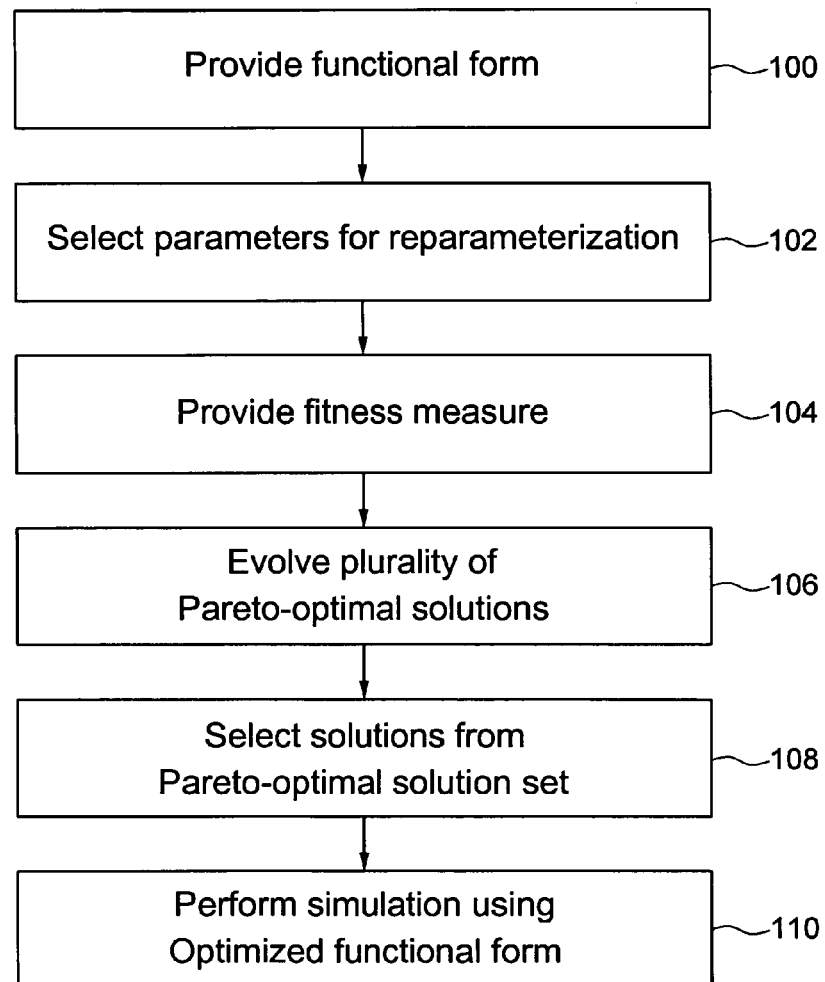 Provide functional form
100
Select parameters for reparameterization
102
Provide fitness measure
104
Evolve plurality of
Pareto-optimal solutions
106
Select solutions from
Pareto-optimal solution set
108
Perform simulation using
Optimized functional form
110